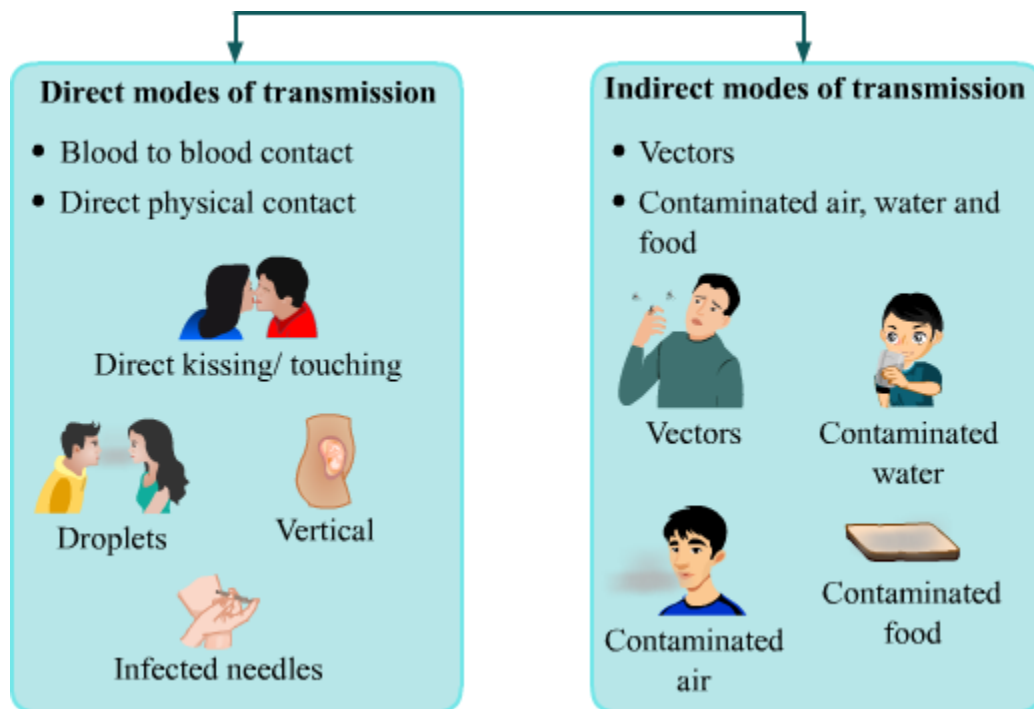 Direct modes of transmission
• Blood to blood contact
• Direct physical contact
Direct kissing/ touching
Droplets
Vertical
Infected needles
Indirect modes of transmission
• Vectors
• Contaminated air, water and
food
Vectors
Contaminated
water
Contaminated
air
Contaminated
food